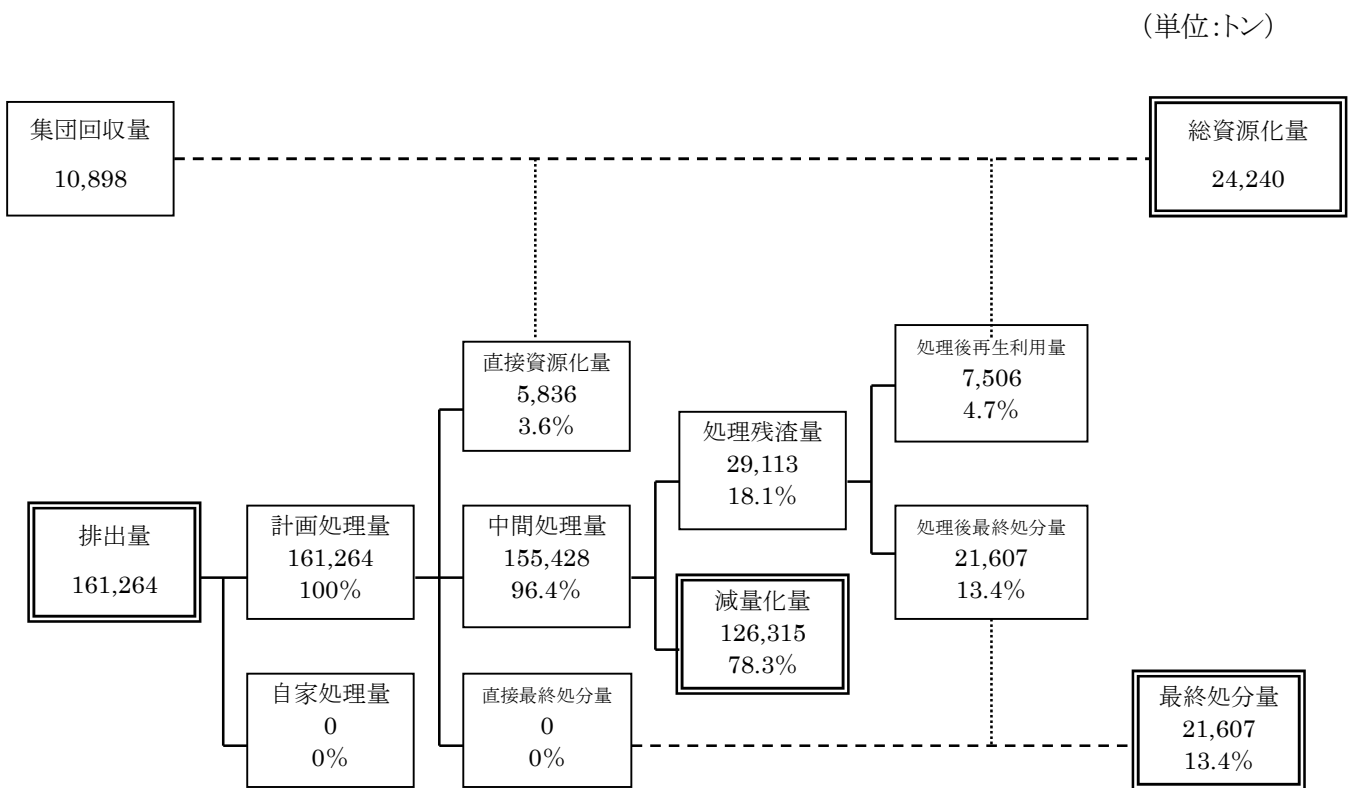 （単位：トン）
集団回収量
10,898
総資源化量
24,240
直接資源化量
5,836
3.6％
処理後再生利用量
7,506
4.7％
処理残渣量
29,113
18.1％
排出量
161,264
計画処理量
161,264
100％
中間処理量
155,428
96.4％
処理後最終処分量
21,607
13.4％
減量化量
126,315
78.3％
自家処理量
0
0％
直接最終処分量
0
0％
最終処分量
21,607
13.4％